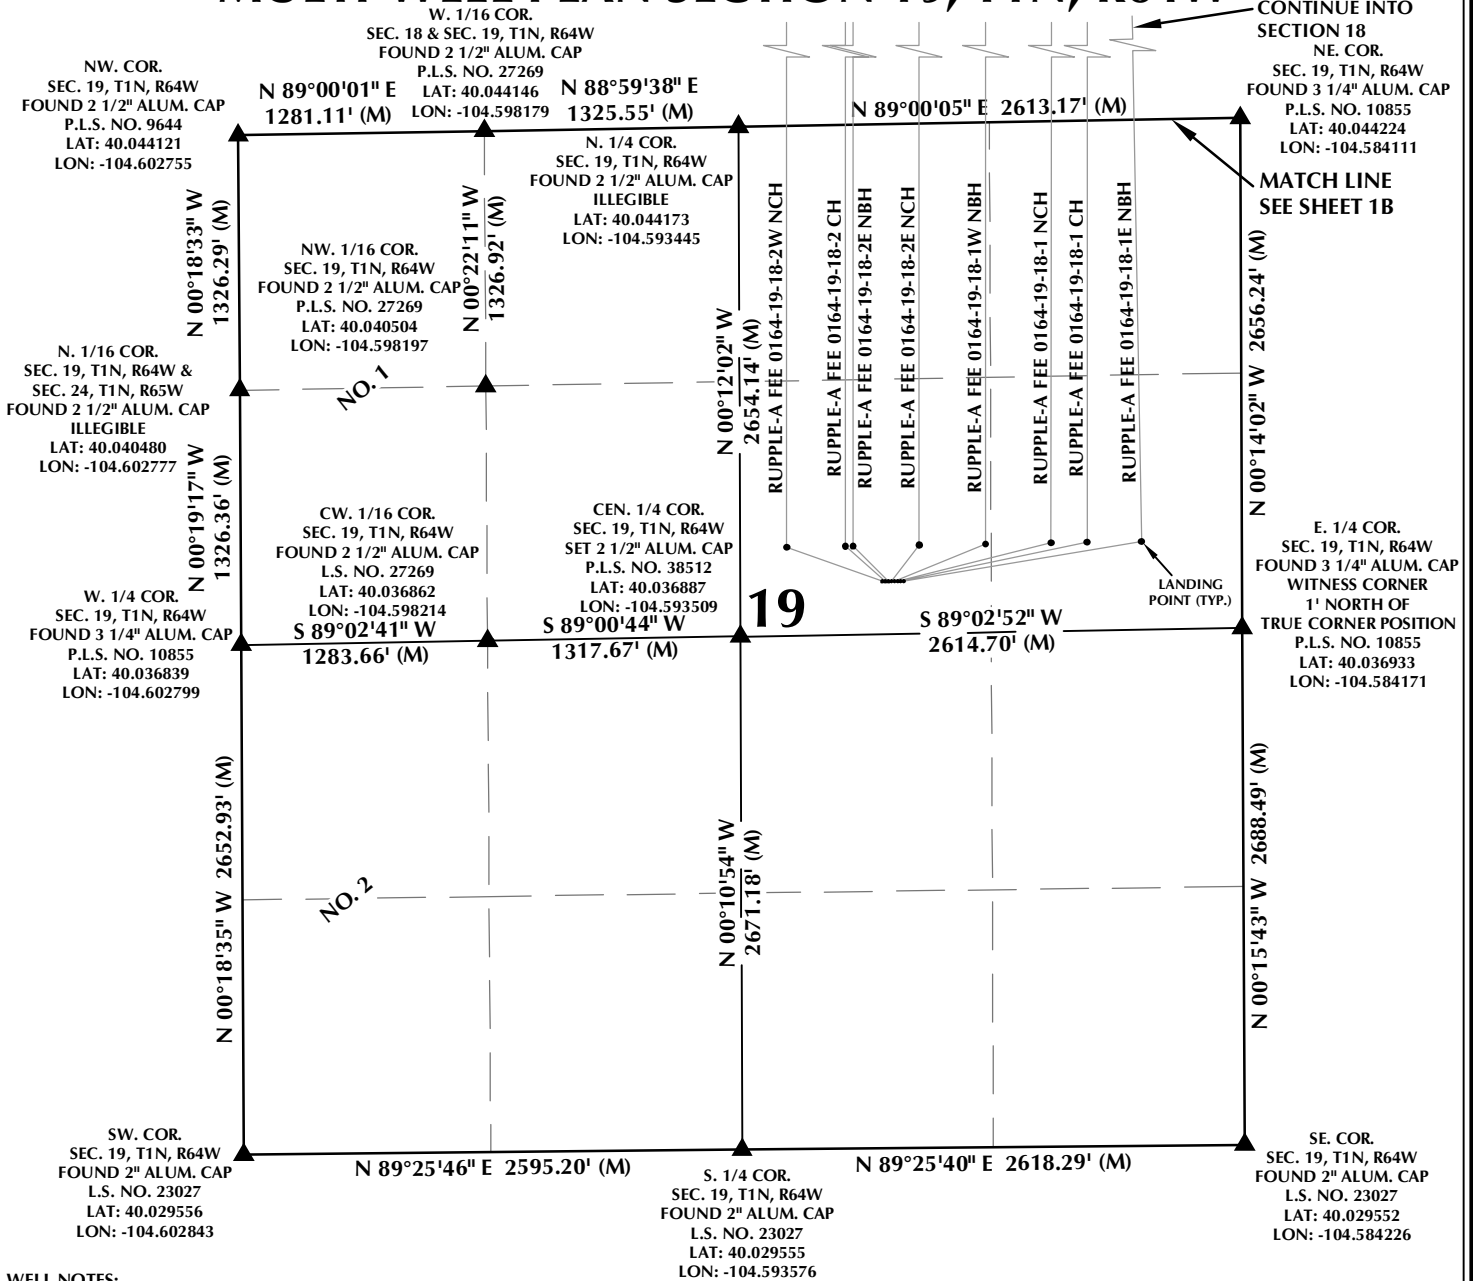 MULTI-WELL PLAN SECTION 19, T1N, R64W
CONTINUE INTO
SECTION 18
W. 1/16 COR.
SEC. 18 & SEC. 19, T1N, R64W
FOUND 2 1/2" ALUM. CAP
P.L.S. NO. 27269
LAT: 40.044146
LON: -104.598179
NW. COR.
SEC. 19, T1N, R64W
FOUND 2 1/2" ALUM. CAP
P.L.S. NO. 9644
LAT: 40.044121
LON: -104.602755
N 89°00'01" E
1281.11' (M)
N 88°59'38" E
1325.55' (M)
N 89°00'05" E 2613.17' (M)
NE. COR.
SEC. 19, T1N, R64W
FOUND 3 1/4" ALUM. CAP
P.L.S. NO. 10855
LAT: 40.044224
LON: -104.584111
MATCH LINE
SEE SHEET 1B
N. 1/4 COR.
SEC. 19, T1N, R64W
FOUND 2 1/2" ALUM. CAP
ILLEGIBLE
LAT: 40.044173
LON: -104.593445
N 00°18'33" W
1326.29' (M)
NW. 1/16 COR.
SEC. 19, T1N, R64W
FOUND 2 1/2" ALUM. CAP
P.L.S. NO. 27269
LAT: 40.040504
LON: -104.598197
N 00°22'11" W
1326.92' (M)
N 00°12'02" W
2654.14' (M)
RUPPLE-A FEE 0164-19-18-2W NCH
RUPPLE-A FEE 0164-19-18-2 CH
RUPPLE-A FEE 0164-19-18-2E NBH
RUPPLE-A FEE 0164-19-18-2E NCH
RUPPLE-A FEE 0164-19-18-1W NBH
RUPPLE-A FEE 0164-19-18-1 NCH
RUPPLE-A FEE 0164-19-18-1 CH
RUPPLE-A FEE 0164-19-18-1E NBH
N 00°14'02" W 2656.24' (M)
N. 1/16 COR.
SEC. 19, T1N, R64W &
SEC. 24, T1N, R65W
FOUND 2 1/2" ALUM. CAP
ILLEGIBLE
LAT: 40.040480
LON: -104.602777
NO. 1
N 00°19'17" W
1326.36' (M)
CW. 1/16 COR.
SEC. 19, T1N, R64W
FOUND 2 1/2" ALUM. CAP
L.S. NO. 27269
LAT: 40.036862
LON: -104.598214
CEN. 1/4 COR.
SEC. 19, T1N, R64W
SET 2 1/2" ALUM. CAP
P.L.S. NO. 38512
LAT: 40.036887
LON: -104.593509
E. 1/4 COR.
SEC. 19, T1N, R64W
FOUND 3 1/4" ALUM. CAP
WITNESS CORNER
1' NORTH OF
TRUE CORNER POSITION
P.L.S. NO. 10855
LAT: 40.036933
LON: -104.584171
LANDING
POINT (TYP.)
W. 1/4 COR.
SEC. 19, T1N, R64W
FOUND 3 1/4" ALUM. CAP
P.L.S. NO. 10855
LAT: 40.036839
LON: -104.602799
19
S 89°02'41" W
1283.66' (M)
S 89°00'44" W
1317.67' (M)
S 89°02'52" W
2614.70' (M)
N 00°18'35" W 2652.93' (M)
NO. 2
N 00°10'54" W
2671.18' (M)
N 00°15'43" W 2688.49' (M)
SW. COR.
SEC. 19, T1N, R64W
FOUND 2" ALUM. CAP
L.S. NO. 23027
LAT: 40.029556
LON: -104.602843
N 89°25'46" E 2595.20' (M)
N 89°25'40" E 2618.29' (M)
S. 1/4 COR.
SEC. 19, T1N, R64W
FOUND 2" ALUM. CAP
L.S. NO. 23027
LAT: 40.029555
LON: -104.593576
SE. COR.
SEC. 19, T1N, R64W
FOUND 2" ALUM. CAP
L.S. NO. 23027
LAT: 40.029552
LON: -104.584226
WELL NOTES: